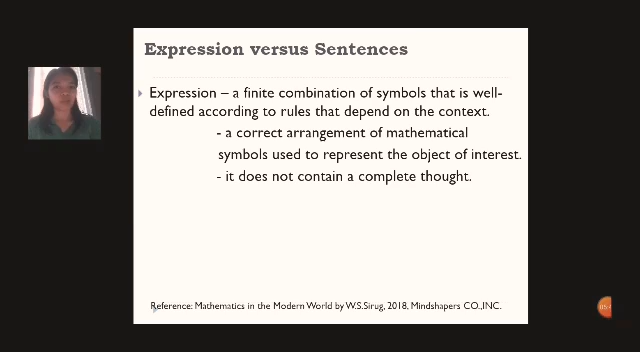 Expression versus Sentences
Expression – a finite combination of symbols that is well-
defined according to rules that depend on the context.
- a correct arrangement of mathematical
symbols used to represent the object of interest.
- it does not contain a complete thought.
Reference: Mathematics in the Modern World by W.S.Sirug, 2018, Mindshapers CO.,INC.